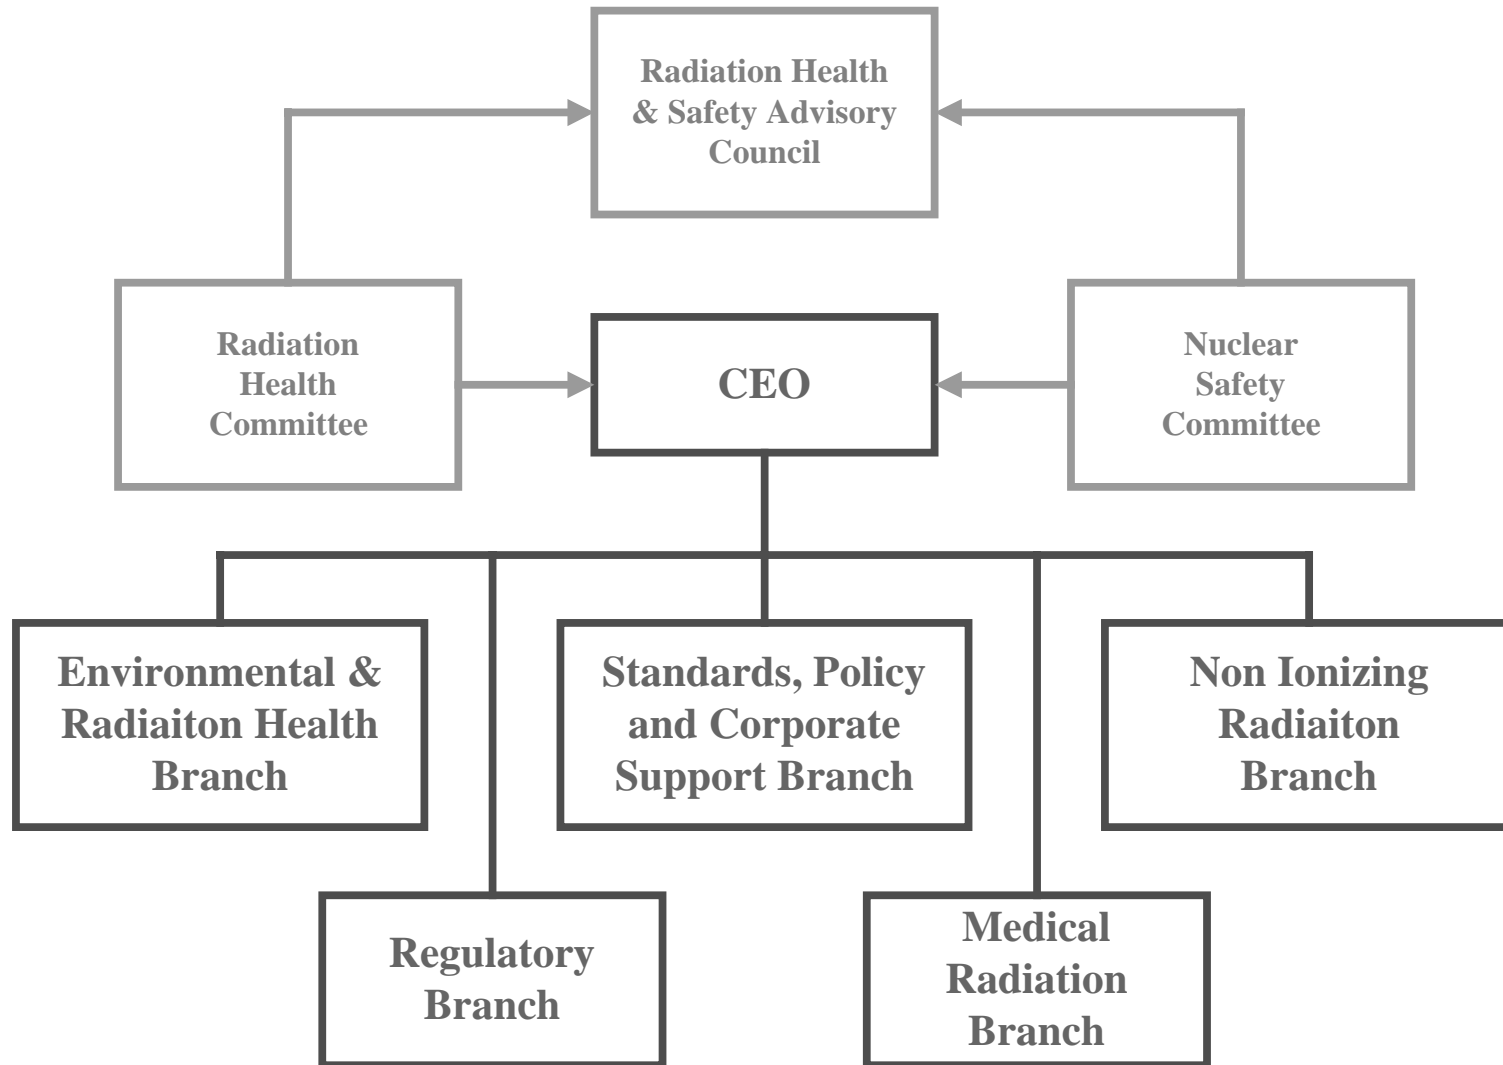 Radiation Health
& Safety Advisory
Council
Radiation
Health
Committee
CEO
Nuclear
Safety
Committee
Environmental &
Radiaiton Health
Branch
Standards, Policy
and Corporate
Support Branch
Non Ionizing
Radiaiton
Branch
Regulatory
Branch
Medical
Radiation
Branch